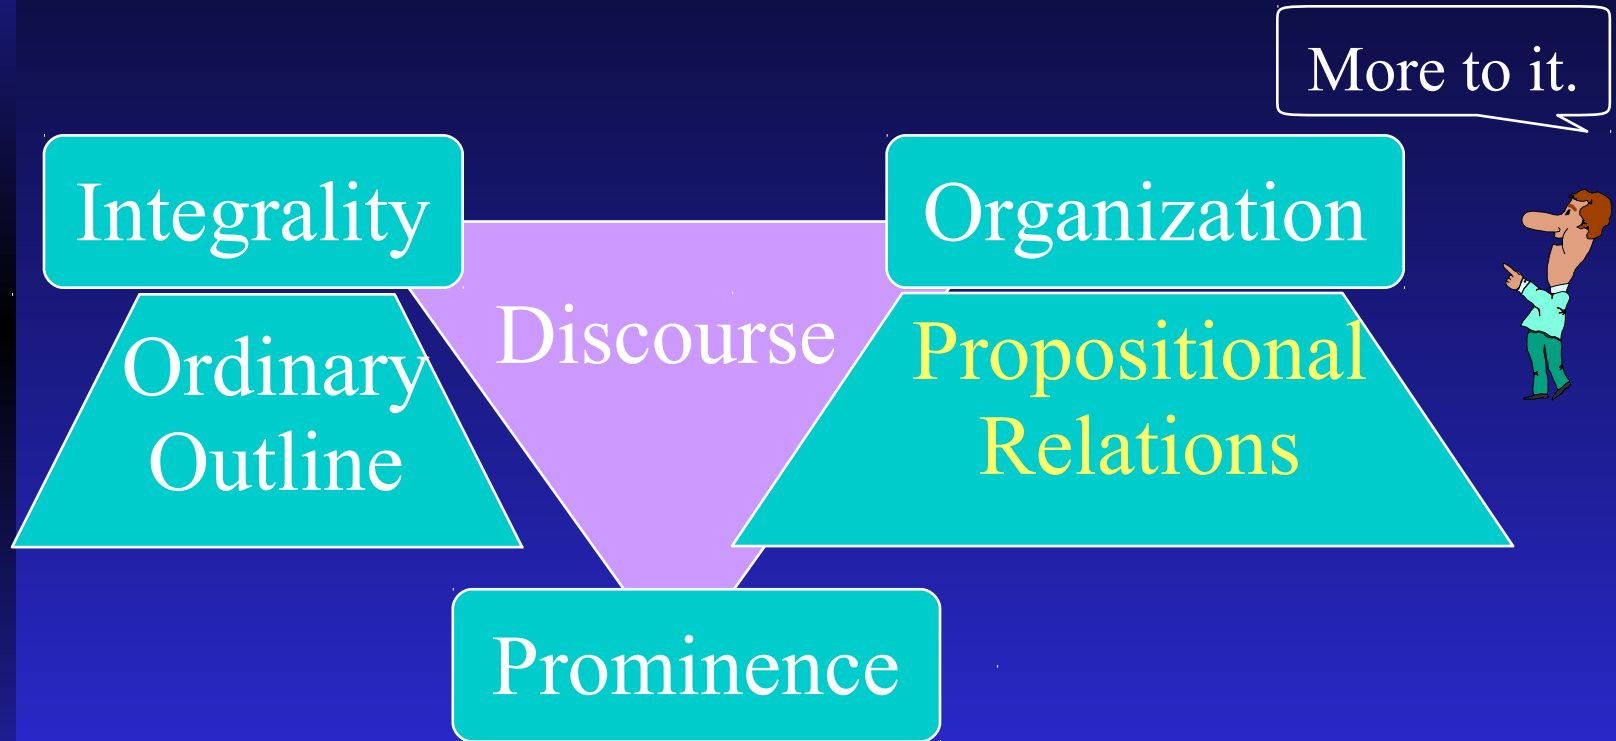 More to it.
Integrality
Organization
Discourse
Ordinary
Outline
Propositional
Relations
Prominence